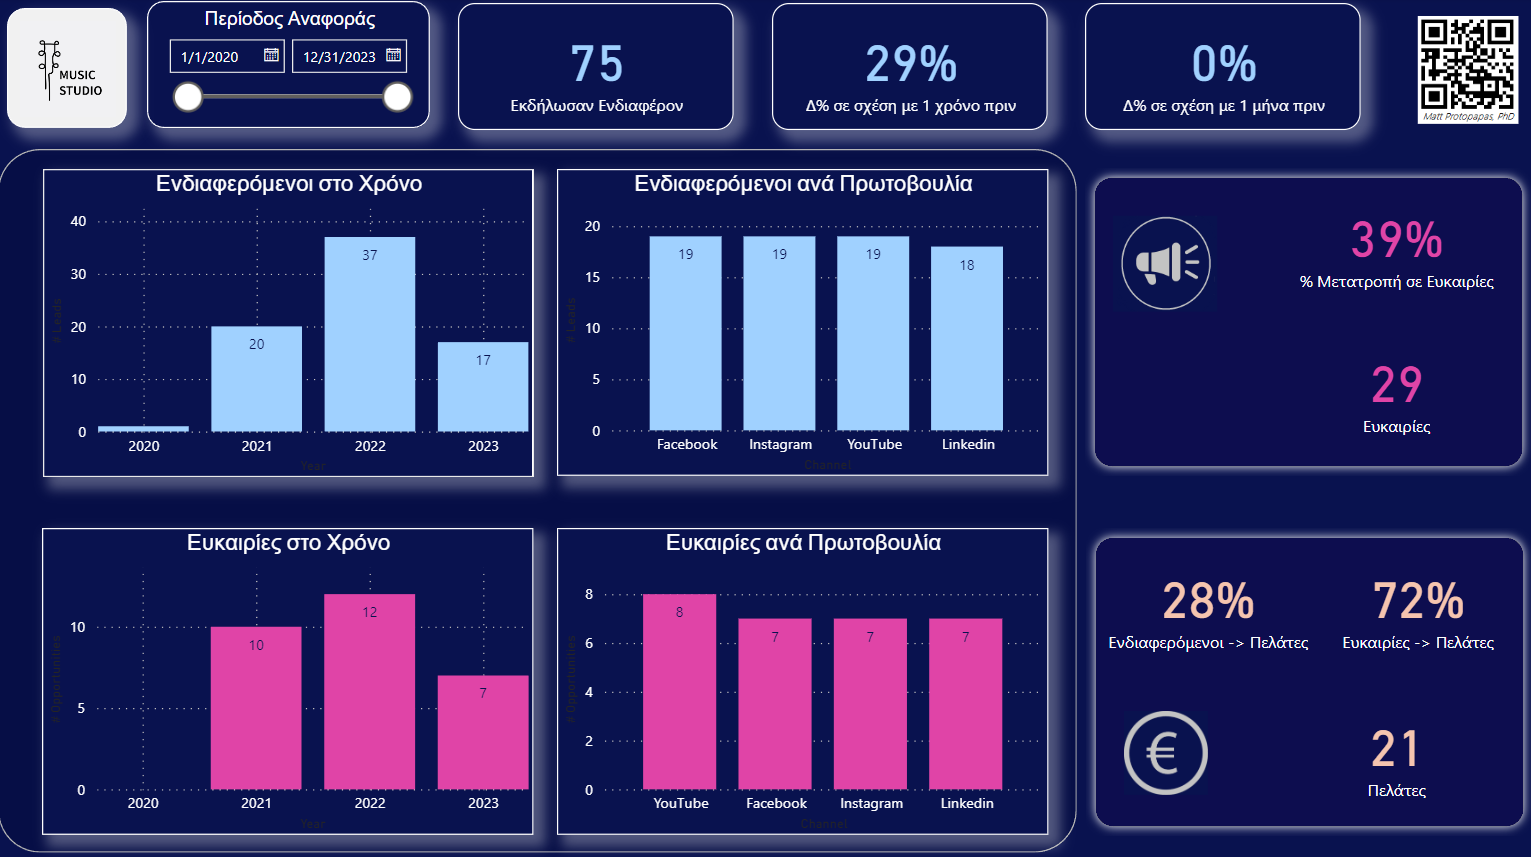 MUSIC
STUDIO
Περίοδος Αναφοράς
1/1/2020
12/31/2023
75
Εκδήλωσαν Ενδιαφέρον
29%
Δ% σε σχέση με 1 χρόνο πριν
0%
Δ% σε σχέση με 1 μήνα πριν
Matt Protopapas, PhD
Ενδιαφερόμενοι στο Χρόνο
# Leads
40
30
20
10
0
20
37
17
2020
2021
2022
2023
Year
Ενδιαφερόμενοι ανά Πρωτοβουλία
# Leads
20
15
10
5
0
19
19
19
18
Facebook
Instagram
YouTube
Linkedin
Channel
39%
% Μετατροπή σε Ευκαιρίες
29
Ευκαιρίες
Ευκαιρίες στο Χρόνο
# Opportunities
10
5
0
10
12
7
2020
2021
2022
2023
Year
Ευκαιρίες ανά Πρωτοβουλία
# Opportunities
8
6
4
2
0
8
7
7
7
YouTube
Facebook
Instagram
Linkedin
Channel
28%
Ενδιαφερόμενοι -> Πελάτες
72%
Ευκαιρίες -> Πελάτες
€
21
Πελάτες